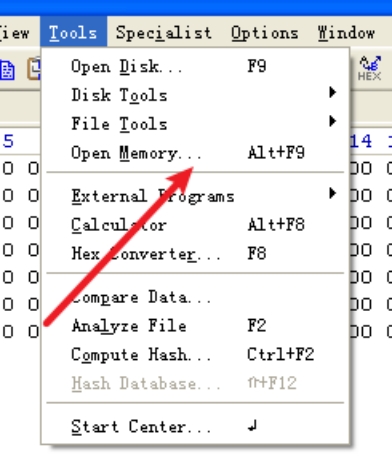 Tools Specialist Options Window
HEX
Open Disk... F9
Disk Tools
File Tools
5 14
Open Memory... Alt+F9
External Programs
Calculator Alt+F8
Hex Converter... F8
Compare Data...
Analyze File F2
Compute Hash... Ctrl+F2
Hash Database... ⇑+F12
Start Center... ↲